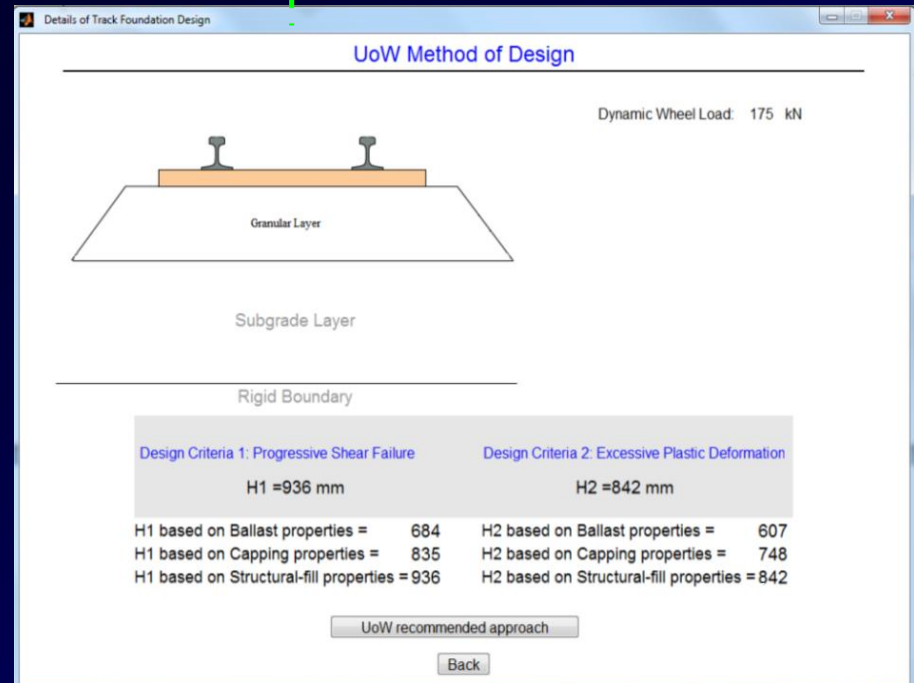 Details of Track Foundation Design
UoW Method of Design
Dynamic Wheel Load: 175 kN
Granular Layer
Subgrade Layer
Rigid Boundary
Design Criteria 1: Progressive Shear Failure
H1 =936 mm
Design Criteria 2: Excessive Plastic Deformation
H2 =842 mm
H1 based on Ballast properties = 684
H1 based on Capping properties = 835
H1 based on Structural-fill properties = 936
H2 based on Ballast properties = 607
H2 based on Capping properties = 748
H2 based on Structural-fill properties = 842
UoW recommended approach
Back